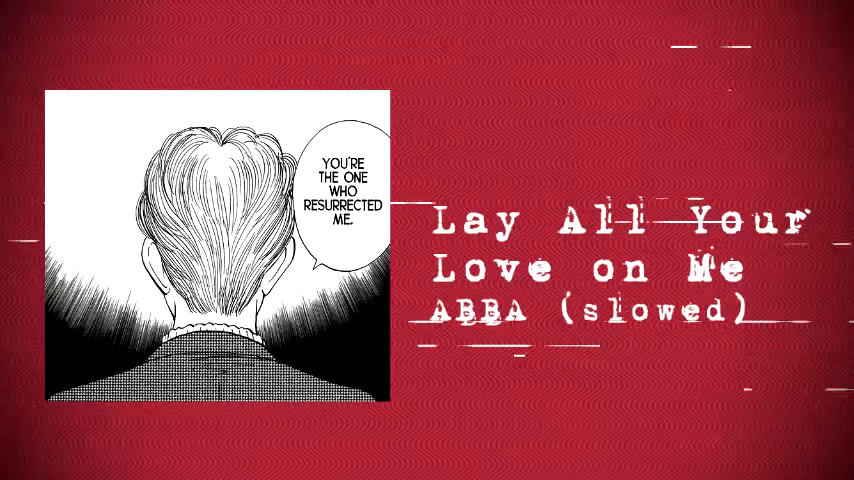 YOU'RE
THE ONE
WHO
RESURRECTED
ME.
Lay All Your
Love on Me
ABBA (slowed)